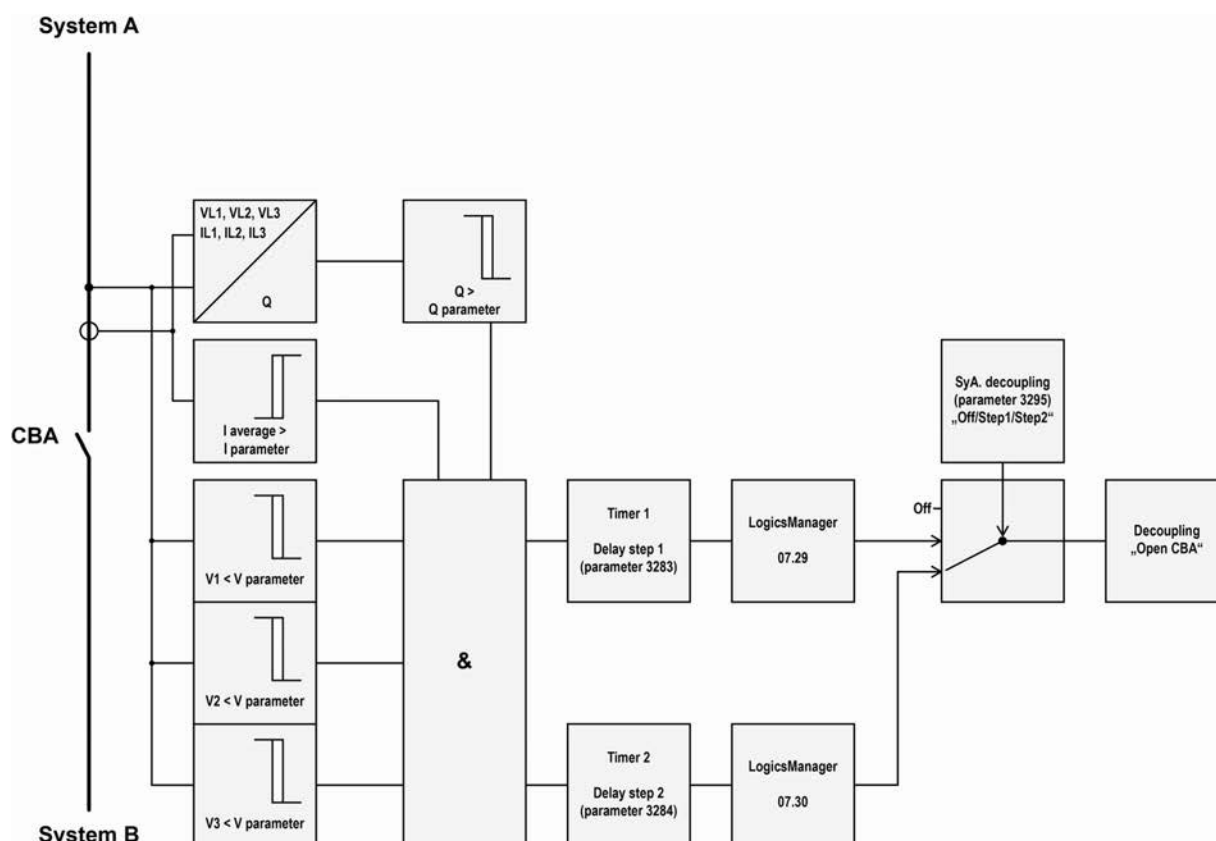 System A
VL1, VL2, VL3
IL1, IL2, IL3
Q
Q >
Q parameter
I average >
I parameter
SyA. decoupling
(parameter 3295)
„Off/Step1/Step2“
CBA
V1 < V parameter
Timer 1
Delay step 1
(parameter 3283)
LogicsManager
07.29
Off
Decoupling
„Open CBA“
V2 < V parameter
&
V3 < V parameter
Timer 2
Delay step 2
(parameter 3284)
LogicsManager
07.30
System B